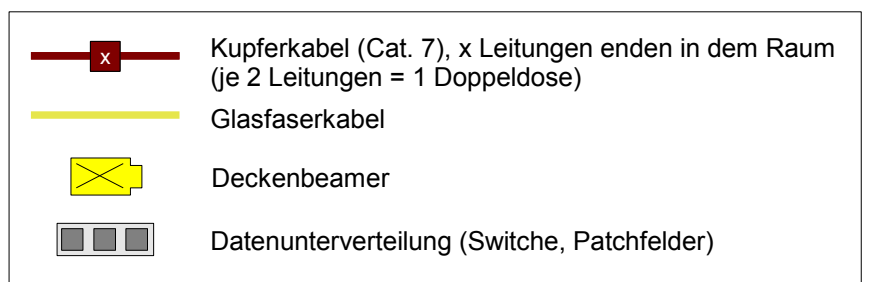 x Kupferkabel (Cat. 7), x Leitungen enden in dem Raum
(je 2 Leitungen = 1 Doppeldose)
Glasfaserkabel
Deckenbeamer
Datenunterverteilung (Switche, Patchfelder)